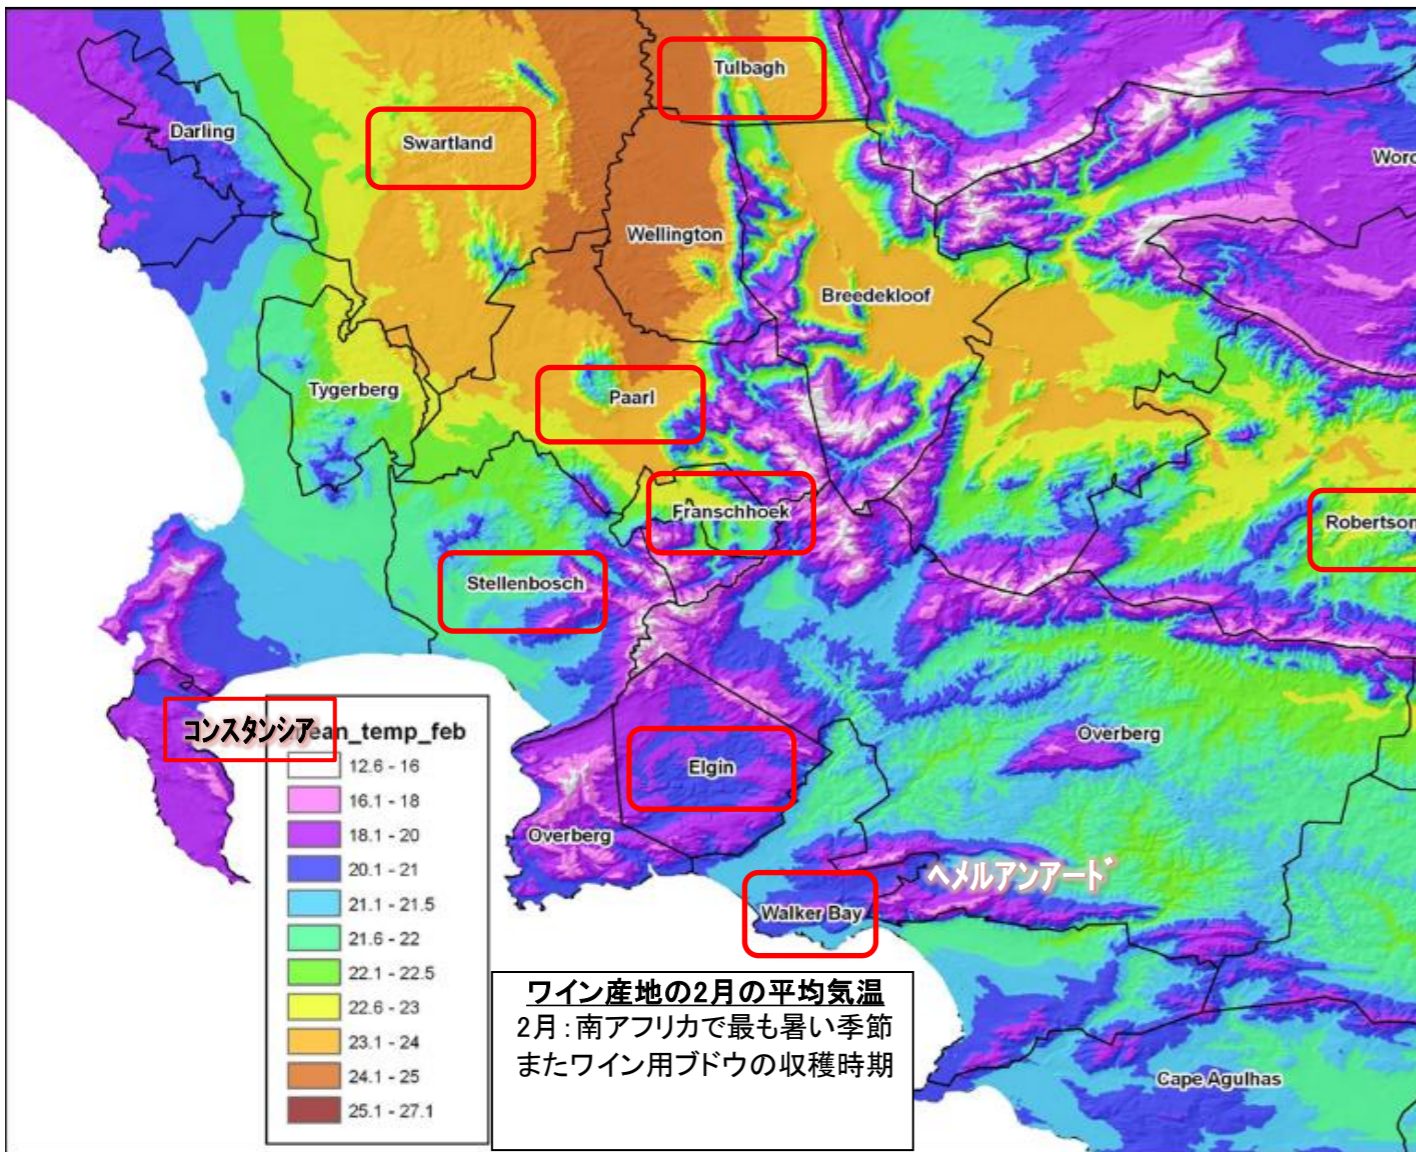 Tulbagh
Darling
Swartland
Worc
Wellington
Breedekloof
Tygerberg
Paarl
Franschhoek
Robertson
Stellenbosch
コンスタンシア
ean_temp_feb
12.6 - 16
16.1 - 18
18.1 - 20
20.1 - 21
21.1 - 21.5
21.6 - 22
22.1 - 22.5
22.6 - 23
23.1 - 24
24.1 - 25
25.1 - 27.1
Overberg
Elgin
Overberg
ヘメルアンアード
Walker Bay
ワイン産地の2月の平均気温
2月:南アフリカで最も暑い季節
またワイン用ブドウの収穫時期
Cape Agulhas